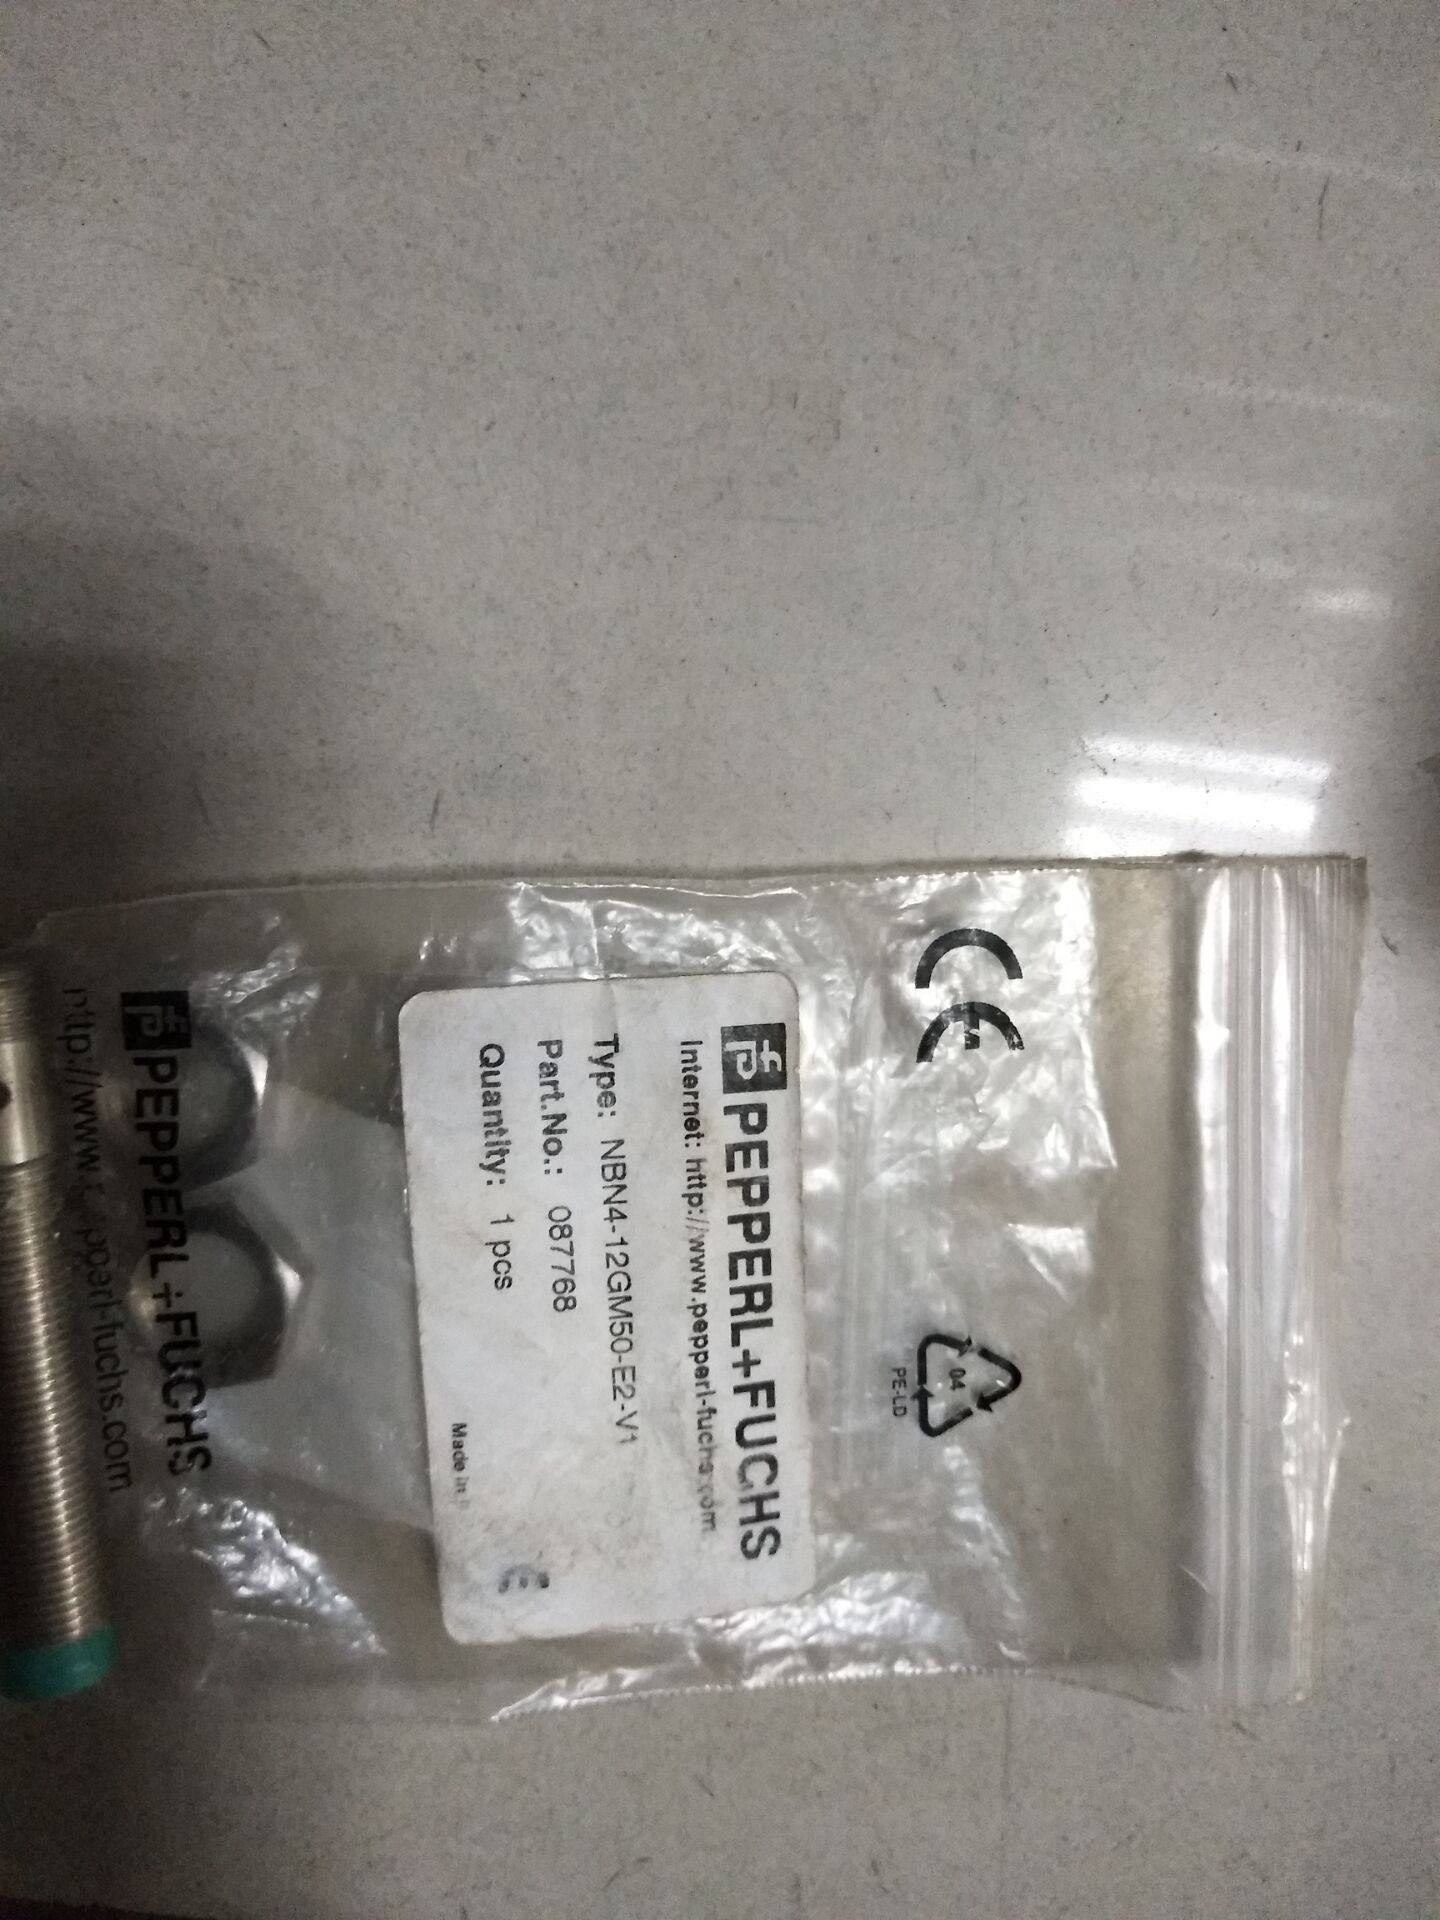 CE
04
PE-LD
PEPPERL+FUCHS
Internet: http://www.pepperl-fuchs.com
Type: NBN4-12GM50-E2-V1
Part.No.: 087768
Quantity: 1 pcs
Made in
CE
PEPPERL+FUCHS
http://www.pepperl-fuchs.com